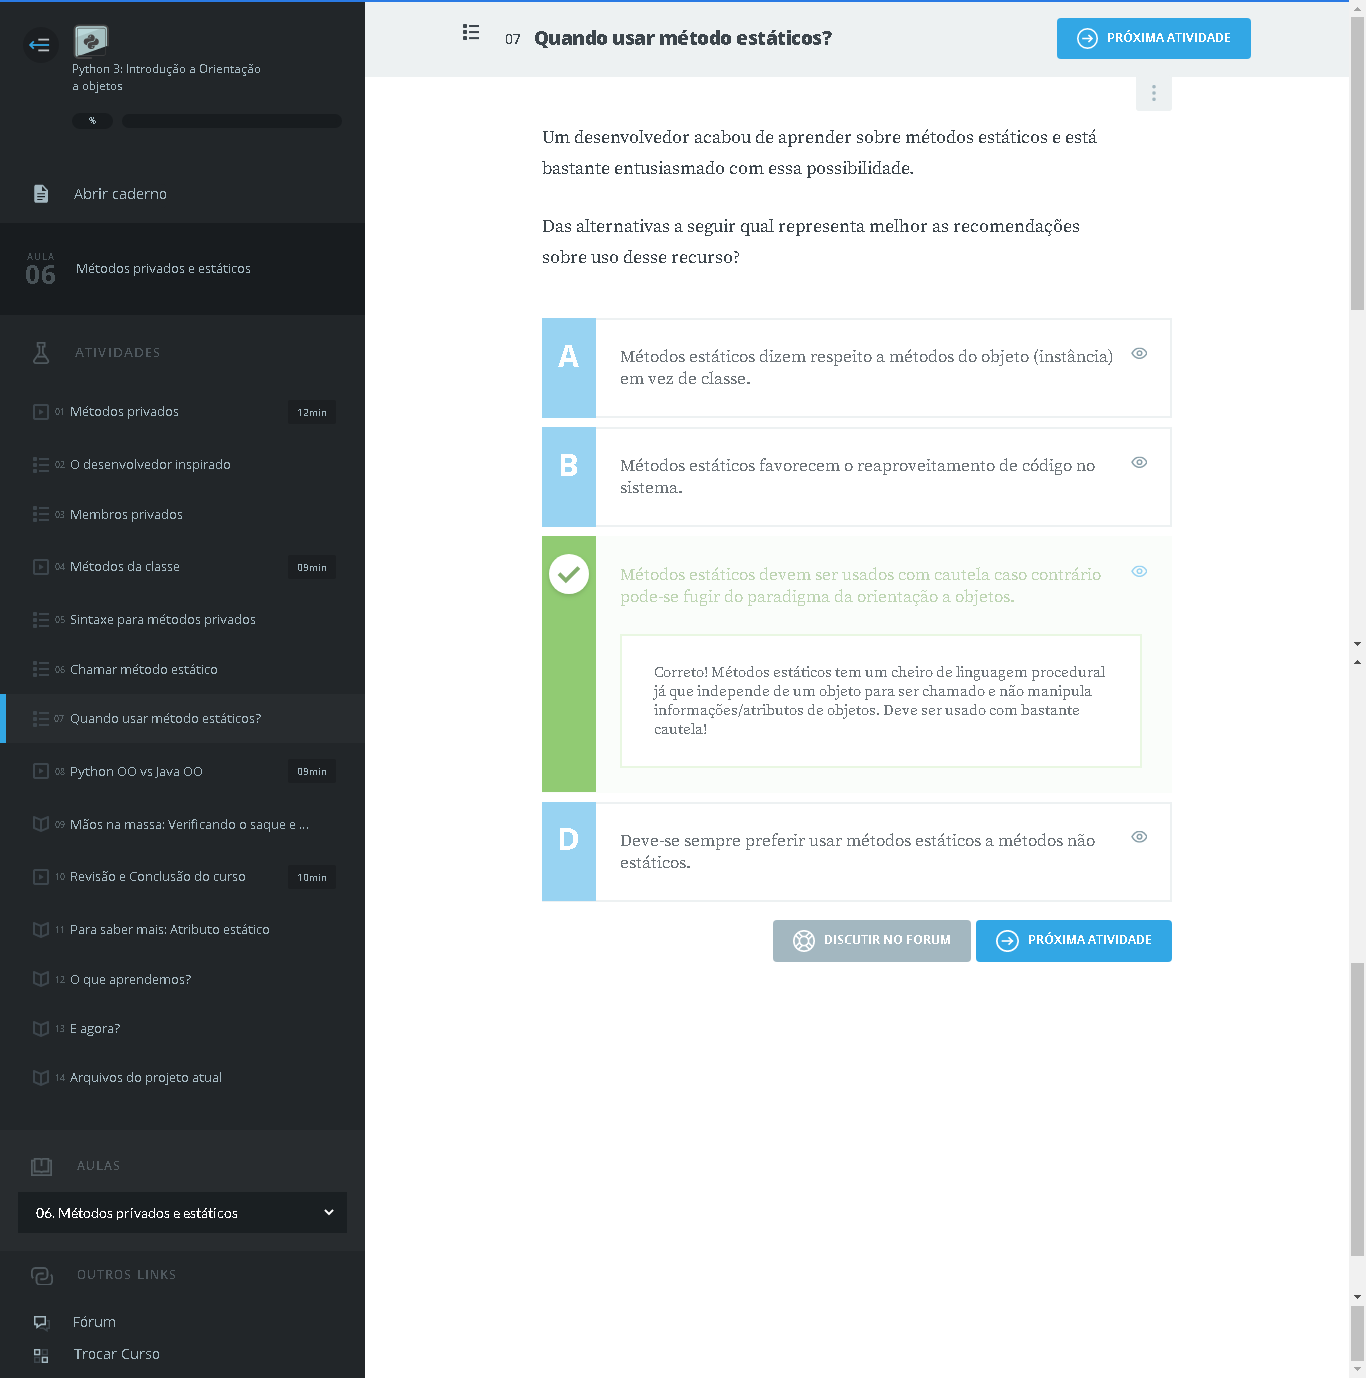 Python 3: Introdução a Orientação
a objetos
%
Abrir caderno
AULA
06
Métodos privados e estáticos
ATIVIDADES
01 Métodos privados 12min
02 O desenvolvedor inspirado
03 Membros privados
04 Métodos da classe 09min
05 Sintaxe para métodos privados
06 Chamar método estático
07 Quando usar método estáticos?
08 Python OO vs Java OO 09min
09 Mãos na massa: Verificando o saque e ...
10 Revisão e Conclusão do curso 10min
11 Para saber mais: Atributo estático
12 O que aprendemos?
13 E agora?
14 Arquivos do projeto atual
AULAS
06. Métodos privados e estáticos
OUTROS LINKS
Fórum
Trocar Curso
07 Quando usar método estáticos?
PRÓXIMA ATIVIDADE
Um desenvolvedor acabou de aprender sobre métodos estáticos e está
bastante entusiasmado com essa possibilidade.
Das alternativas a seguir qual representa melhor as recomendações
sobre uso desse recurso?
A
Métodos estáticos dizem respeito a métodos do objeto (instância)
em vez de classe.
B
Métodos estáticos favorecem o reaproveitamento de código no
sistema.
Métodos estáticos devem ser usados com cautela caso contrário
pode-se fugir do paradigma da orientação a objetos.
Correto! Métodos estáticos tem um cheiro de linguagem procedural
já que independe de um objeto para ser chamado e não manipula
informações/atributos de objetos. Deve ser usado com bastante
cautela!
D
Deve-se sempre preferir usar métodos estáticos a métodos não
estáticos.
DISCUTIR NO FORUM
PRÓXIMA ATIVIDADE